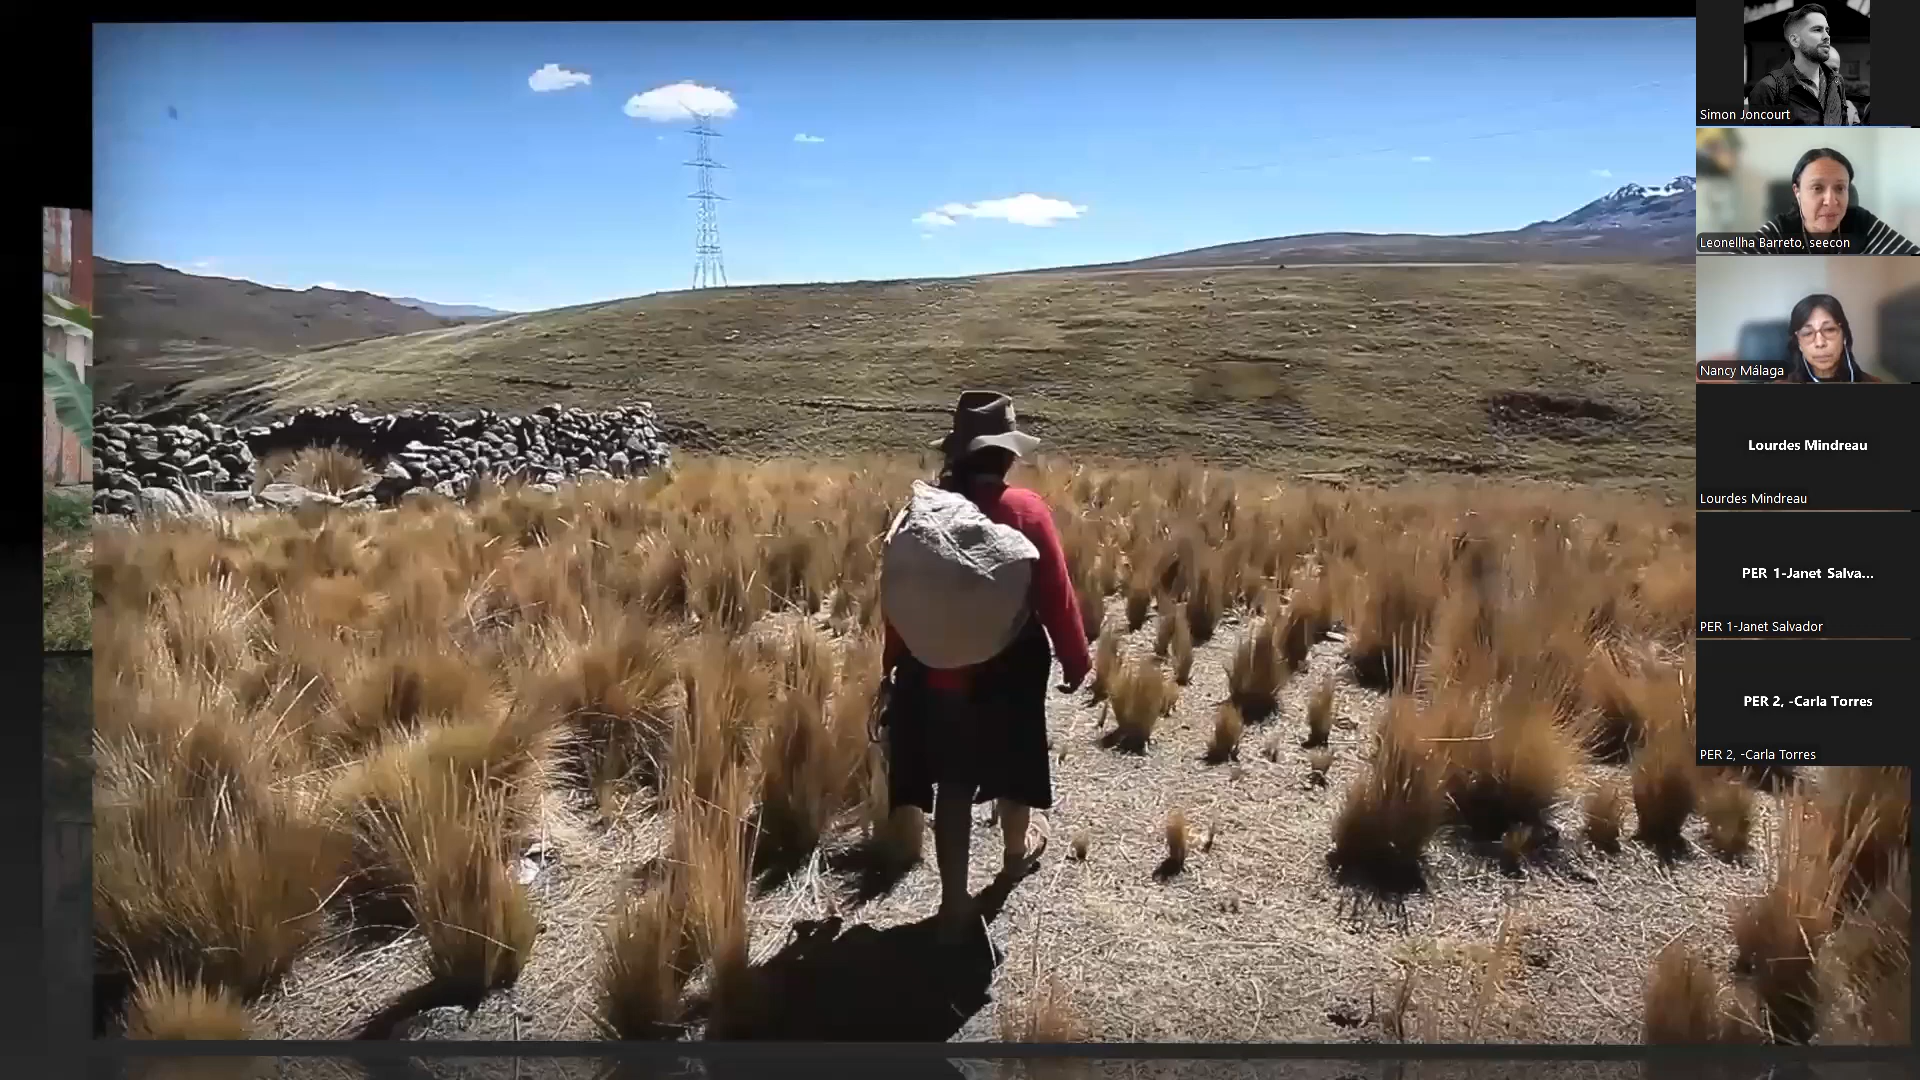 Simon Joncourt
Leonellha Barreto, seecon
Nancy Málaga
Lourdes Mindreau
Lourdes Mindreau
PER 1-Janet Salva...
PER 1-Janet Salvador
PER 2, -Carla Torres
PER 2, -Carla Torres